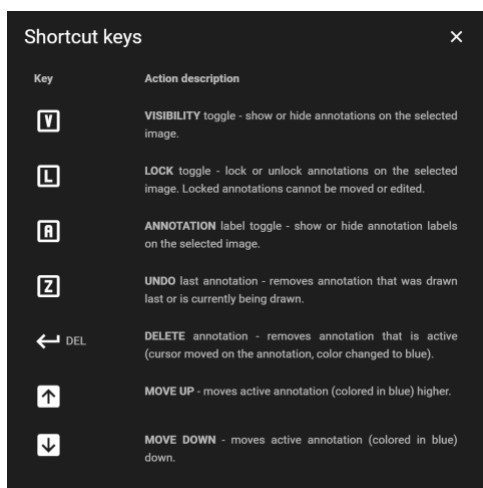 Shortcut keys
Key Action description
V VISIBILITY toggle - show or hide annotations on the selected
image.
L LOCK toggle - lock or unlock annotations on the selected
image. Locked annotations cannot be moved or edited.
A ANNOTATION label toggle - show or hide annotation labels
on the selected image.
Z UNDO last annotation - removes annotation that was drawn
last or is currently being drawn.
DEL DELETE annotation - removes annotation that is active
(cursor moved on the annotation, color changed to blue).
MOVE UP - moves active annotation (colored in blue) higher.
MOVE DOWN - moves active annotation (colored in blue)
down.